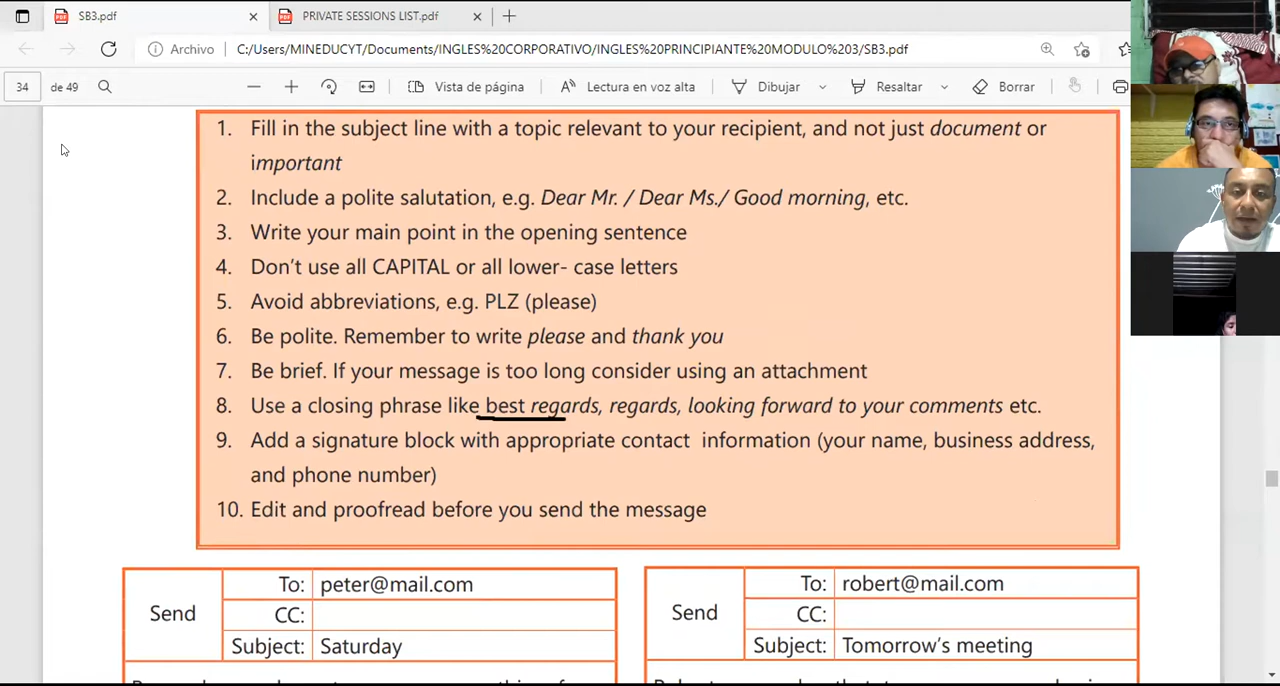 SB3.pdf
PRIVATE SESSIONS LIST.pdf
Archivo C:/Users/MINEDUCYT/Documents/INGLES%20CORPORATIVO/INGLES%20PRINCIPIANTE%20MODULO%203/SB3.pdf
34 de 49 Vista de página Lectura en voz alta Dibujar Resaltar Borrar
1. Fill in the subject line with a topic relevant to your recipient, and not just document or
important
2. Include a polite salutation, e.g. Dear Mr. / Dear Ms./ Good morning, etc.
3. Write your main point in the opening sentence
4. Don't use all CAPITAL or all lower- case letters
5. Avoid abbreviations, e.g. PLZ (please)
6. Be polite. Remember to write please and thank you
7. Be brief. If your message is too long consider using an attachment
8. Use a closing phrase like best regards, regards, looking forward to your comments etc.
9. Add a signature block with appropriate contact information (your name, business address,
and phone number)
10. Edit and proofread before you send the message
Send
To: peter@mail.com
CC:
Subject: Saturday
Send
To: robert@mail.com
CC:
Subject: Tomorrow's meeting